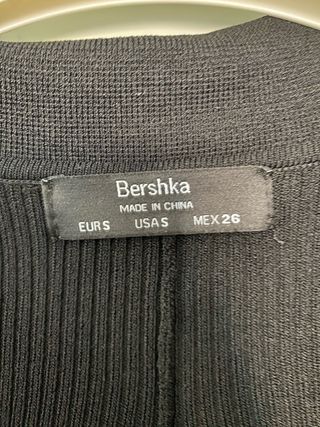 Bershka
MADE IN CHINA
EUR S USA S MEX 26